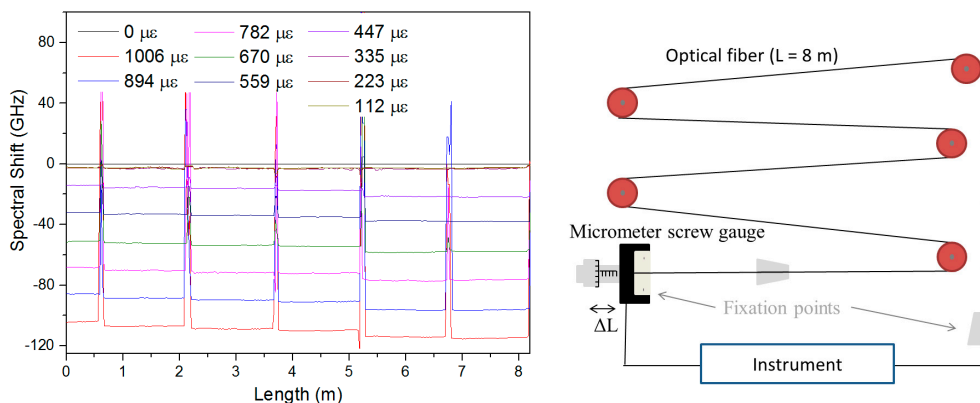 0 με
1006 με
894 με
782 με
670 με
559 με
447 με
335 με
223 με
112 με
80
40
0
-40
-80
-120
Spectral Shift (GHz)
0 1 2 3 4 5 6 7 8
Length (m)
Optical fiber (L = 8 m)
Micrometer screw gauge
Fixation points
ΔL
Instrument